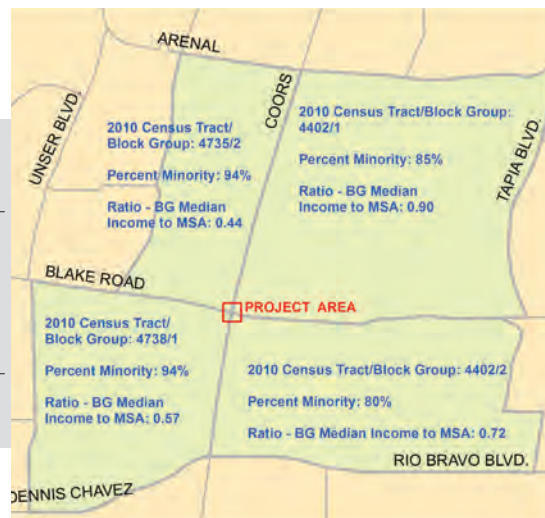 ARENAL
COORS
UNSER BLVD.
2010 Census Tract/
Block Group: 4735/2
Percent Minority: 94%
Ratio - BG Median
Income to MSA: 0.44
2010 Census Tract/Block Group:
4402/1
Percent Minority: 85%
Ratio - BG Median
Income to MSA: 0.90
TAPIA BLVD.
BLAKE ROAD
PROJECT AREA
2010 Census Tract/
Block Group: 4738/1
Percent Minority: 94%
Ratio - BG Median
Income to MSA: 0.57
2010 Census Tract/Block Group: 4402/2
Percent Minority: 80%
Ratio - BG Median Income to MSA: 0.72
RIO BRAVO BLVD.
DENNIS CHAVEZ